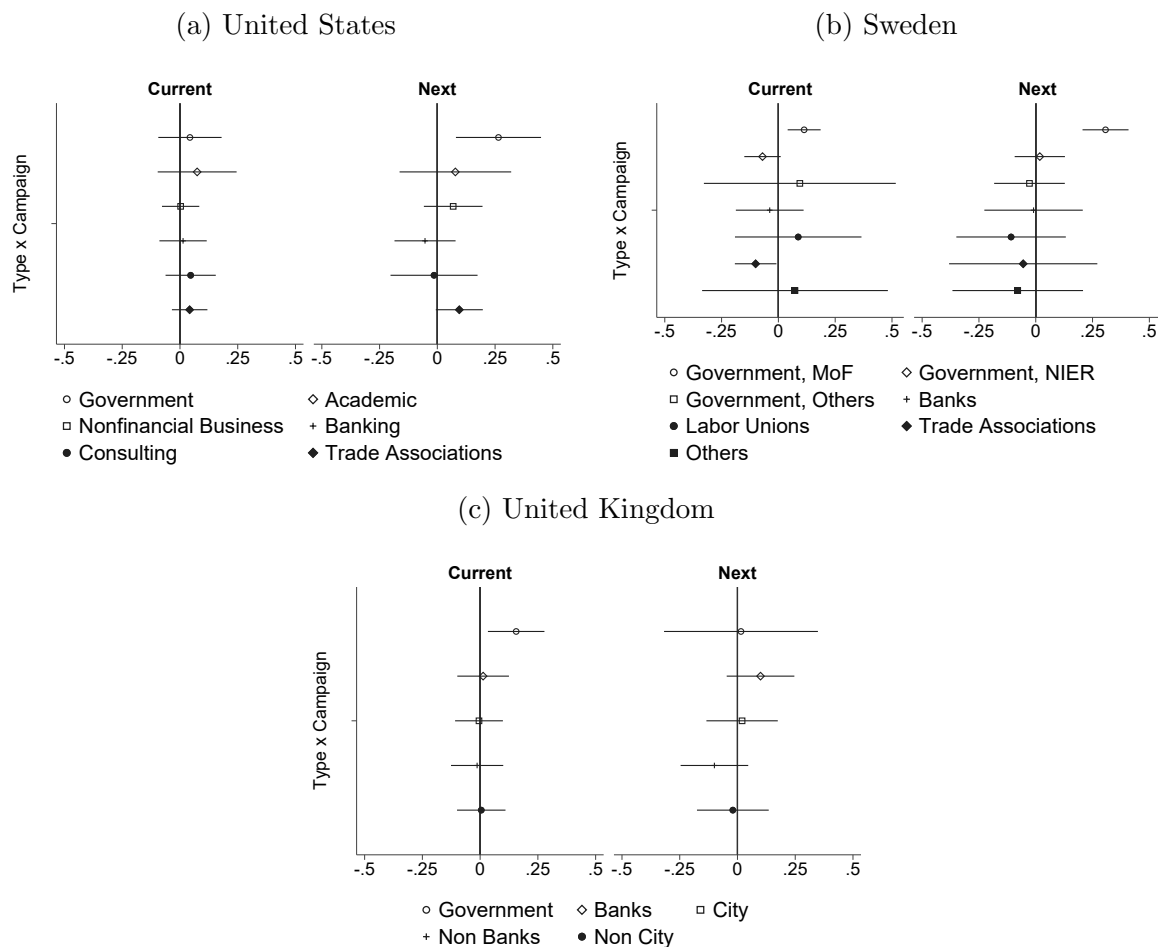 (a) United States
Current
Next
Type x Campaign
-.5 -.25 0 .25 .5
-.5 -.25 0 .25 .5
Government
Academic
Nonfinancial Business
Banking
Consulting
Trade Associations
(b) Sweden
Current
Next
Type x Campaign
-.5 -.25 0 .25 .5
-.5 -.25 0 .25 .5
Government, MoF
Government, NIER
Government, Others
Banks
Labor Unions
Trade Associations
Others
(c) United Kingdom
Current
Next
Type x Campaign
-.5 -.25 0 .25 .5
-.5 -.25 0 .25 .5
Government
Banks
City
Non Banks
Non City